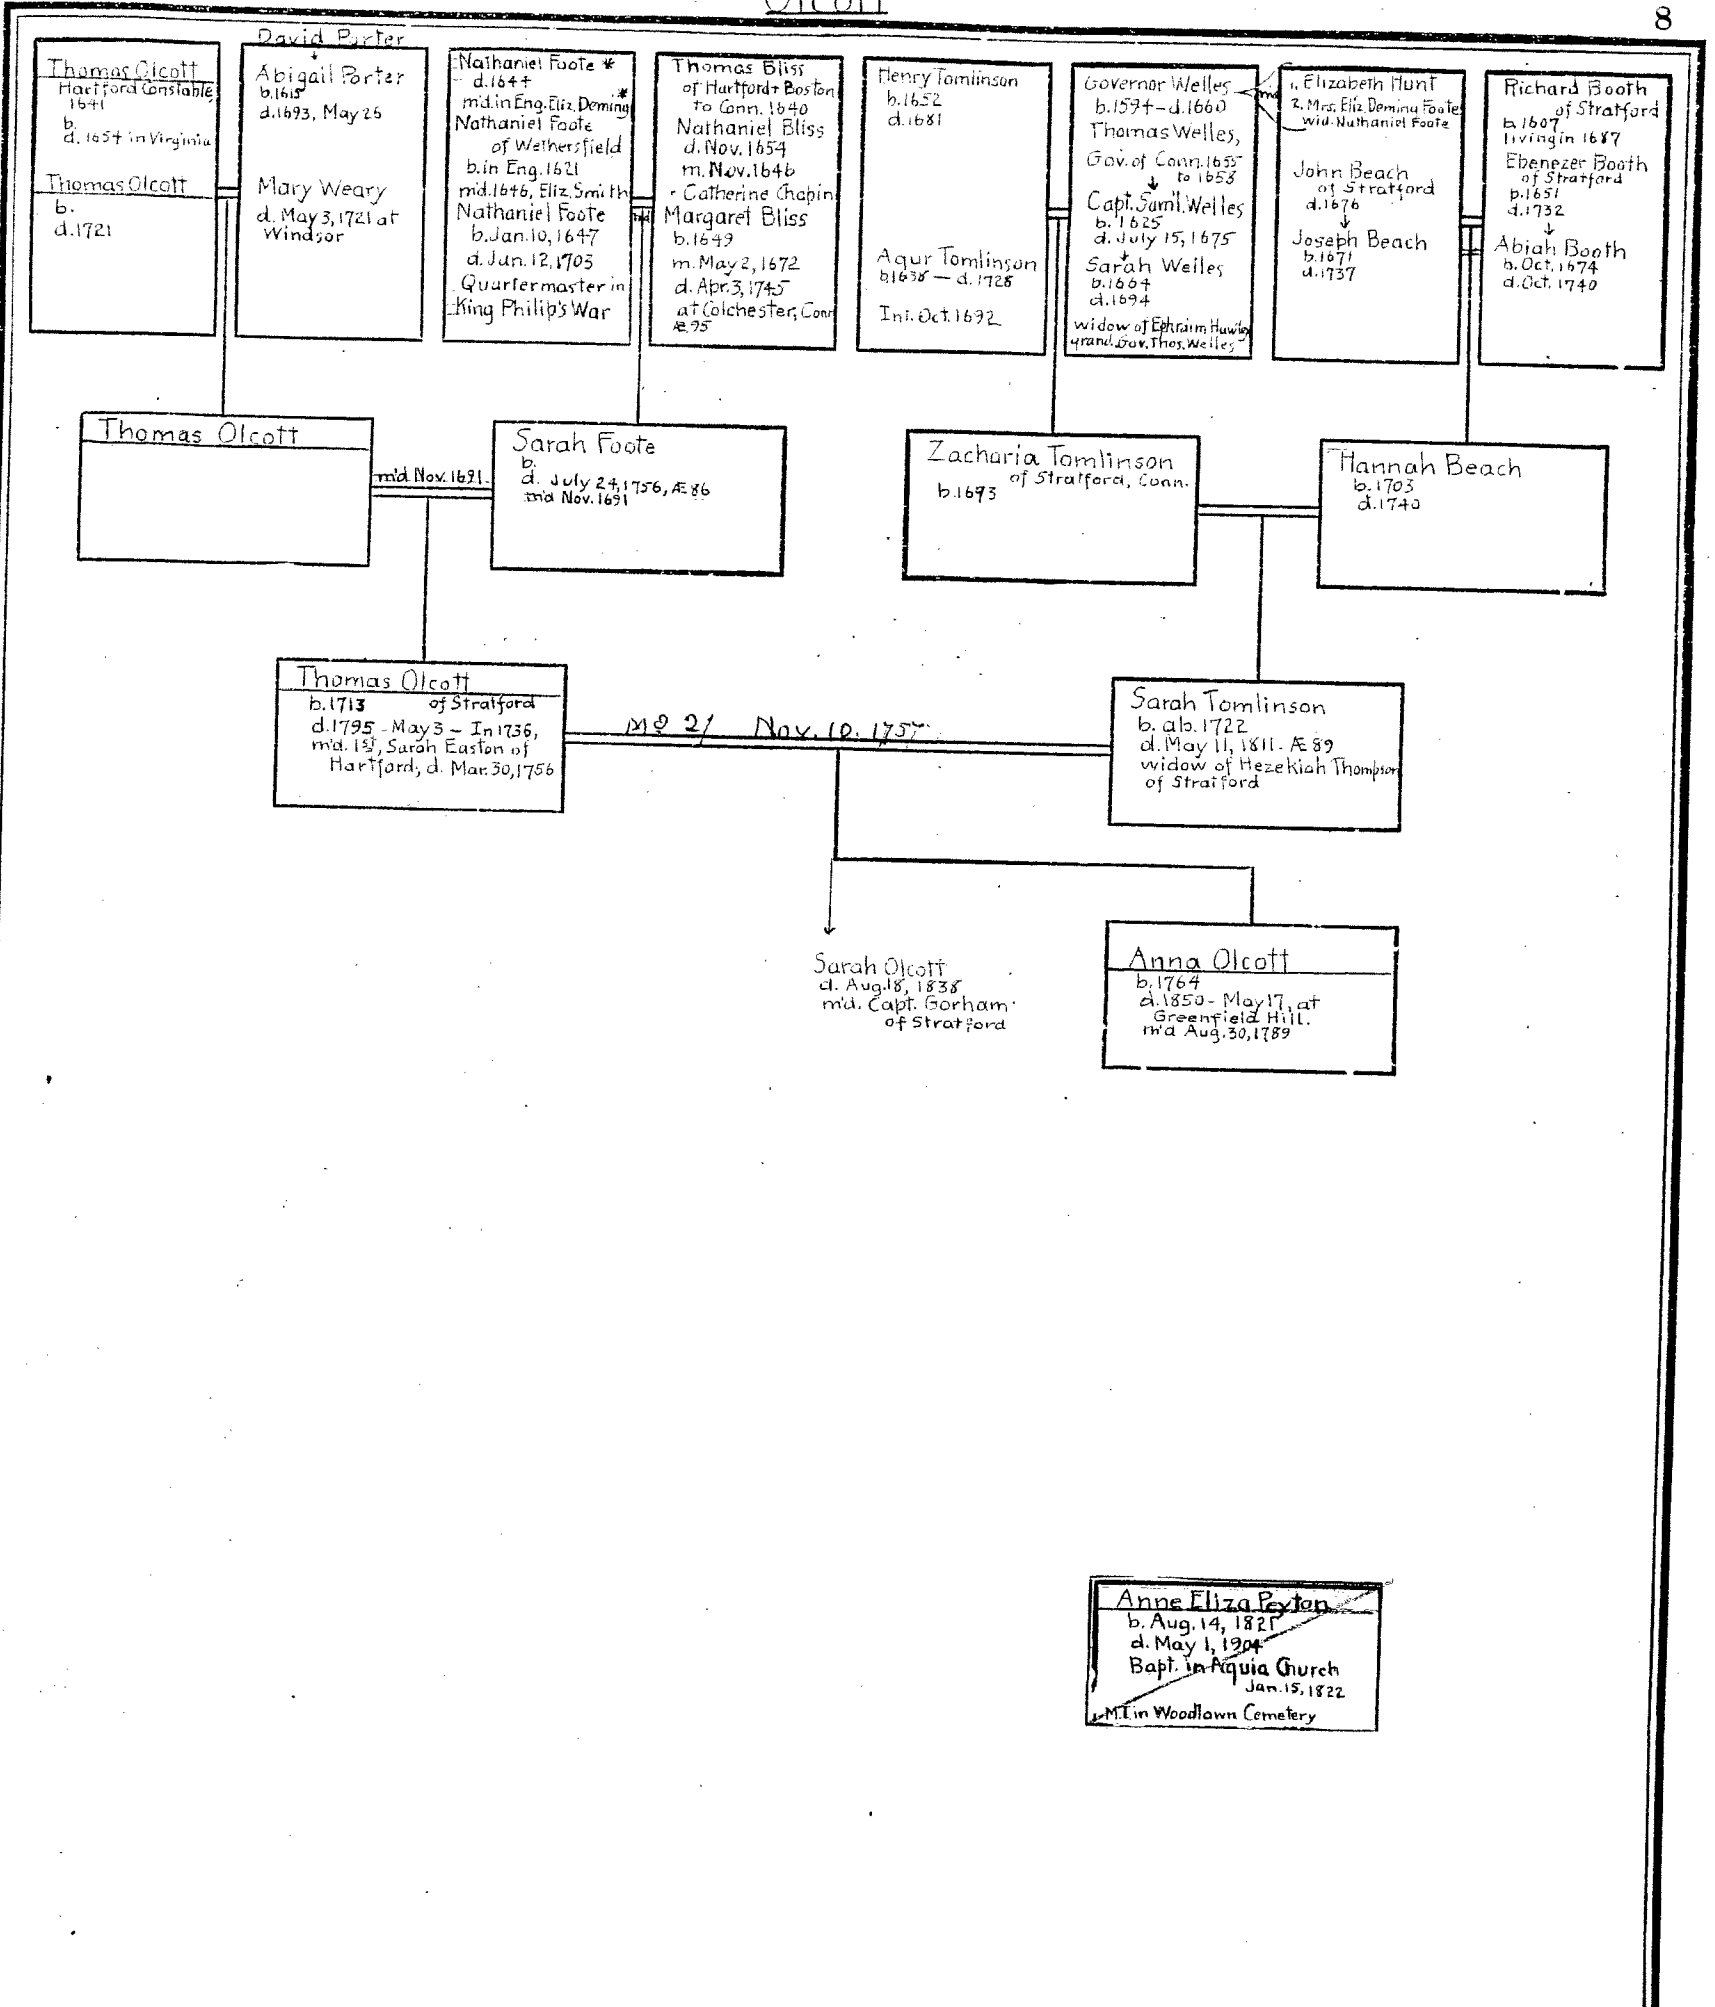 Olcott
8
Thomas Olcott
Hartford Constable
1641
b.
d. 1654 in Virginia
Thomas Olcott
b.
d. 1721
David Porter
Abigail Porter
b. 1615
d. 1693, May 26
Mary Weary
d. May 3, 1721 at
Windsor
Nathaniel Foote *
d. 1644
m'd. in Eng. Eliz. Deming *
Nathaniel Foote
of Wethersfield
b. in Eng. 1621
m'd. 1646, Eliz. Smith
Nathaniel Foote
b. Jan. 10, 1647
d. Jan. 12, 1703
Quartermaster in
King Philip's War
m'd
Thomas Bliss
of Hartford + Boston
to Conn. 1640
Nathaniel Bliss
d. Nov. 1654
m. Nov. 1646
Catherine Chapin
Margaret Bliss
b. 1649
m. May 2, 1672
d. Apr. 3, 1745
at Colchester, Conn
Æ 95
Henry Tomlinson
b. 1652
d. 1681
Agur Tomlinson
b. 1658 — d. 1728
Oct. 1692
Governor Welles
b. 1594 – d. 1660
Thomas Welles,
Gov. of Conn. 1655
to 1658
Capt. Saml. Welles
b. 1625
d. July 15, 1675
Sarah Welles
b. 1664
d. 1694
widow of Ephraim Hawley
grand. Gov. Thos. Welles
md
1. Elizabeth Hunt
2. Mrs. Eliz. Deming Foote
wid. Nathaniel Foote
John Beach
of Stratford
d. 1676
Joseph Beach
b. 1671
d. 1737
Richard Booth
of Stratford
b. 1607
living in 1687
Ebenezer Booth
of Stratford
b. 1651
d. 1732
Abiah Booth
b. Oct. 1674
d. Oct. 1740
Thomas Olcott
m'd Nov. 1691
Sarah Foote
b.
d. July 24, 1756, Æ 86
m'd Nov. 1691
Zacharia Tomlinson
of Stratford, Conn.
b. 1693
Hannah Beach
b. 1703
d. 1740
Thomas Olcott
b. 1713 of Stratford
d. 1795 - May 3 – In 1736,
m'd. 1st, Sarah Easton of
Hartford, d. Mar. 30, 1756
Nov. 10. 1757
Sarah Tomlinson
b. ab. 1722
d. May 11, 1811. Æ 89
widow of Hezekiah Thompson
of Stratford
Sarah Olcott
d. Aug. 18, 1838
m'd. Capt. Gorham
of Stratford
Anna Olcott
b. 1764
d. 1850 - May 17, at
Greenfield Hill.
m'd Aug. 30, 1789
Anne Eliza Peyton
b. Aug. 14, 1821
d. May 1, 1904
Bapt. in Aquia Church
Jan. 15, 1822
M.I. in Woodlawn Cemetery